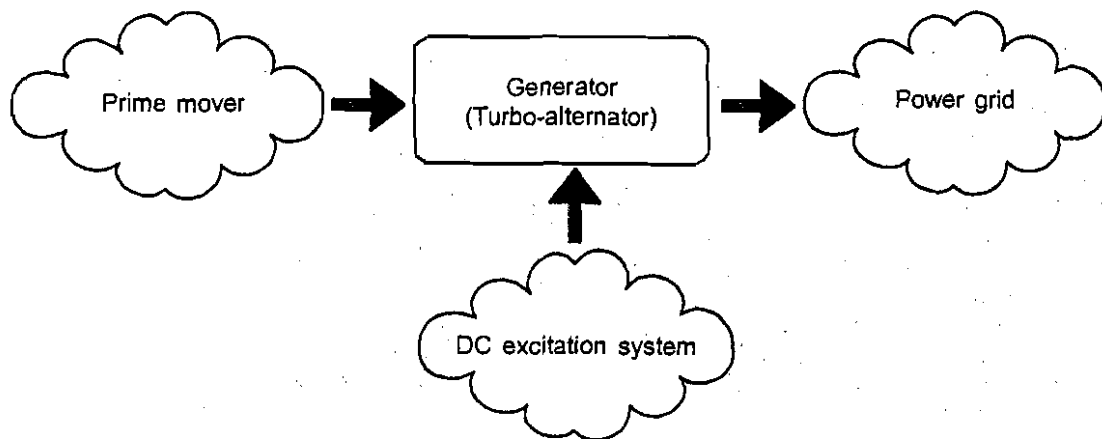 Prime mover
Generator
(Turbo-alternator)
Power grid
DC excitation system